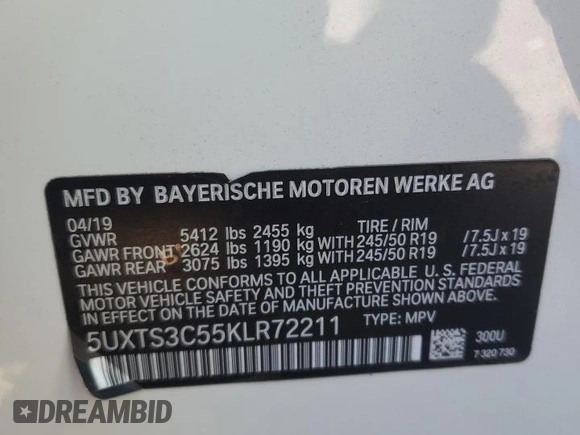 MFD BY BAYERISCHE MOTOREN WERKE AG
04/19
GVWR 5412 lbs 2455 kg TIRE / RIM
GAWR FRONT 2624 lbs 1190 kg WITH 245/50 R19 / 7.5J x 19
GAWR REAR 3075 lbs 1395 kg WITH 245/50 R19 / 7.5J x 19
THIS VEHICLE CONFORMS TO ALL APPLICABLE U.S. FEDERAL
MOTOR VEHICLE SAFETY AND THEFT PREVENTION STANDARDS
IN EFFECT ON THE DATE OF MANUFACTURE SHOWN ABOVE.
5UXTS3C55KLR72211 TYPE: MPV
300U
7 320 730
DREAMBID